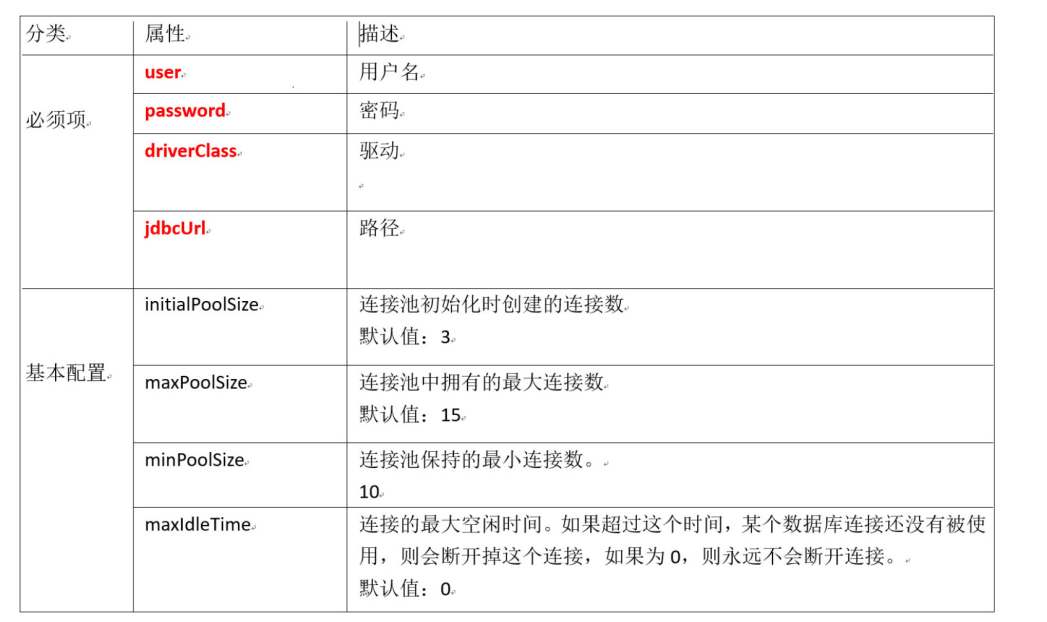 分类 属性 描述
必须项
user 用户名
password 密码
driverClass 驱动
jdbcUrl 路径
基本配置
initialPoolSize 连接池初始化时创建的连接数
默认值：3
maxPoolSize 连接池中拥有的最大连接数
默认值：15
minPoolSize 连接池保持的最小连接数。
10
maxIdleTime 连接的最大空闲时间。如果超过这个时间，某个数据库连接还没有被使
用，则会断开掉这个连接，如果为 0，则永远不会断开连接。
默认值：0